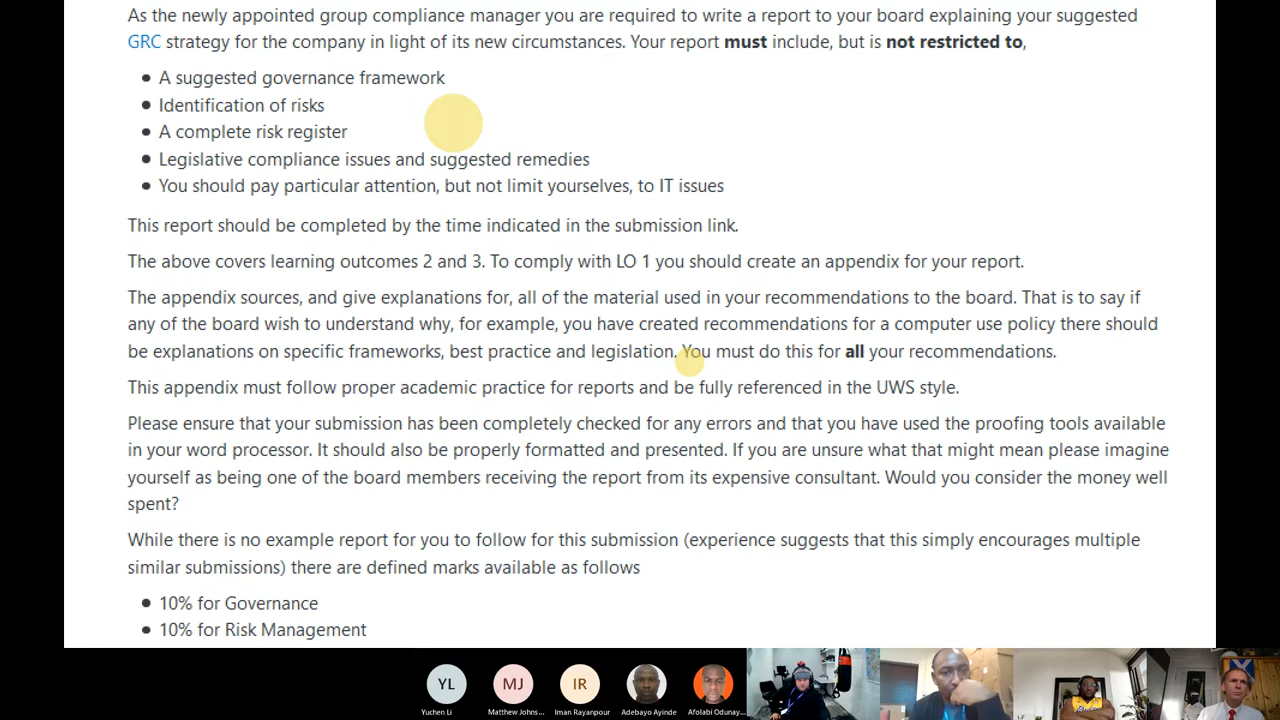 As the newly appointed group compliance manager you are required to write a report to your board explaining your suggested
GRC strategy for the company in light of its new circumstances. Your report must include, but is not restricted to,
• A suggested governance framework
• Identification of risks
• A complete risk register
• Legislative compliance issues and suggested remedies
• You should pay particular attention, but not limit yourselves, to IT issues
This report should be completed by the time indicated in the submission link.
The above covers learning outcomes 2 and 3. To comply with LO 1 you should create an appendix for your report.
The appendix sources, and give explanations for, all of the material used in your recommendations to the board. That is to say if
any of the board wish to understand why, for example, you have created recommendations for a computer use policy there should
be explanations on specific frameworks, best practice and legislation. You must do this for all your recommendations.
This appendix must follow proper academic practice for reports and be fully referenced in the UWS style.
Please ensure that your submission has been completely checked for any errors and that you have used the proofing tools available
in your word processor. It should also be properly formatted and presented. If you are unsure what that might mean please imagine
yourself as being one of the board members receiving the report from its expensive consultant. Would you consider the money well
spent?
While there is no example report for you to follow for this submission (experience suggests that this simply encourages multiple
similar submissions) there are defined marks available as follows
• 10% for Governance
• 10% for Risk Management
YL MJ IR
Yuchen Li Matthew Johns... Iman Rayanpour Adebayo Ayinde Afolabi Odunay...